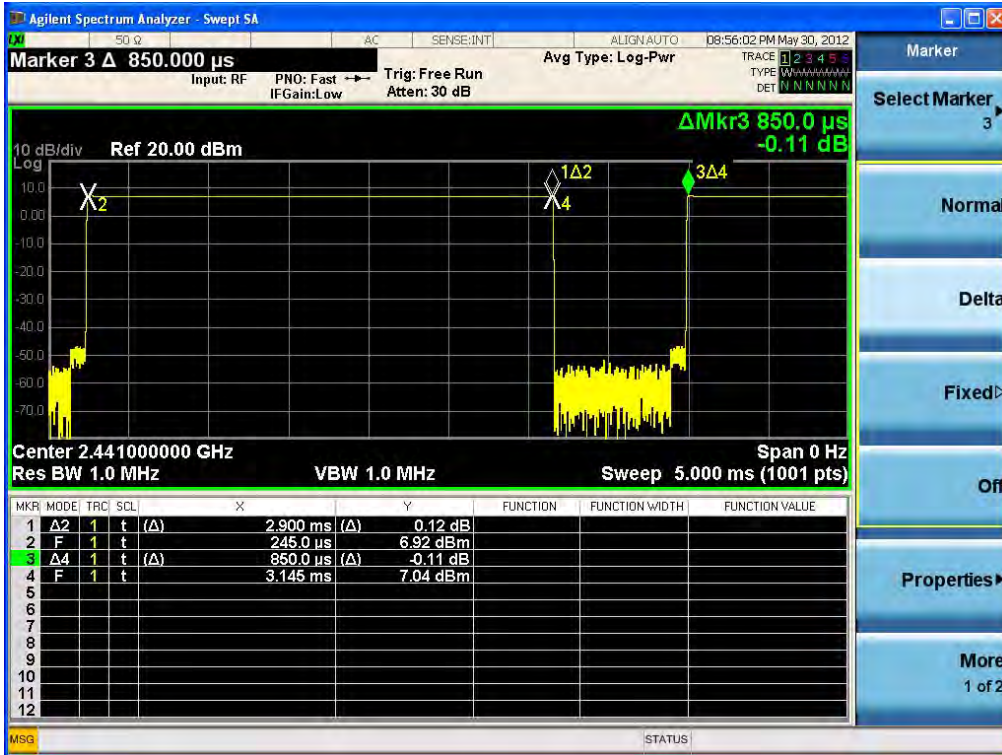 Agilent Spectrum Analyzer - Swept SA
LXI 50 Ω AC SENSE:INT ALIGN AUTO 08:56:02 PM May 30, 2012
Marker 3 Δ 850.000 µs
Input: RF PNO: Fast Trig: Free Run Avg Type: Log-Pwr TRACE 1 2 3 4 5 6
IFGain:Low Atten: 30 dB TYPE W
DET N N N N N N
ΔMkr3 850.0 µs
-0.11 dB
10 dB/div Ref 20.00 dBm
Log
10.0
0.00
-10.0
-20.0
-30.0
-40.0
-50.0
-60.0
-70.0
2
1Δ2
4
3Δ4
Center 2.441000000 GHz Span 0 Hz
Res BW 1.0 MHz VBW 1.0 MHz Sweep 5.000 ms (1001 pts)
MKR MODE TRC SCL X Y FUNCTION FUNCTION WIDTH FUNCTION VALUE
1 Δ2 1 t (Δ) 2.900 ms (Δ) 0.12 dB
2 F 1 t 245.0 µs 6.92 dBm
3 Δ4 1 t (Δ) 850.0 µs (Δ) -0.11 dB
4 F 1 t 3.145 ms 7.04 dBm
5
6
7
8
9
10
11
12
MSG STATUS
Marker
Select Marker
3
Normal
Delta
Fixed
Off
Properties
More
1 of 2